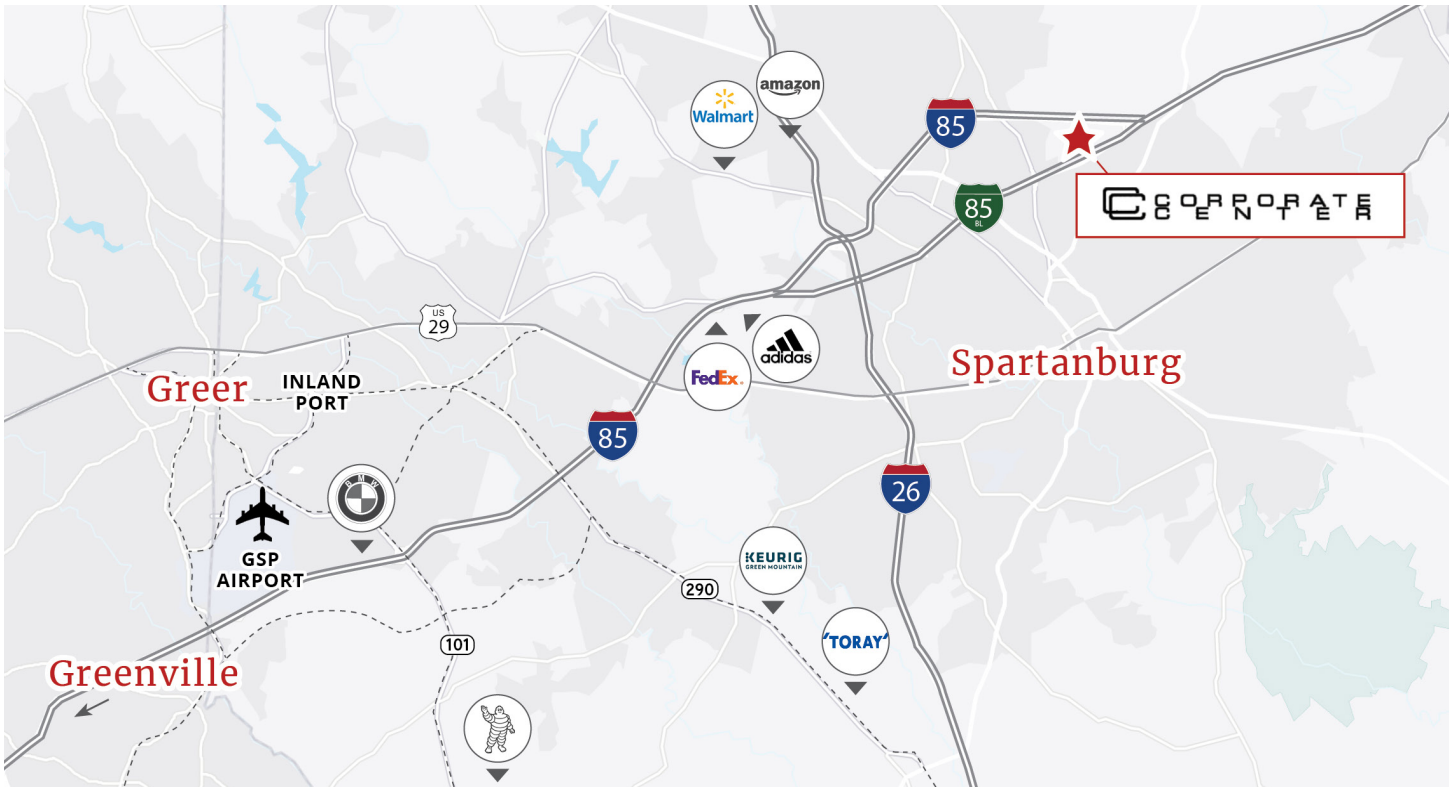 amazon
Walmart
85
85
BL
CORPORATE
CENTER
US
29
adidas
FedEx®
Spartanburg
Greer
INLAND
PORT
85
26
BMW
GSP
AIRPORT
KEURIG
GREEN MOUNTAIN
290
'TORAY'
101
Greenville